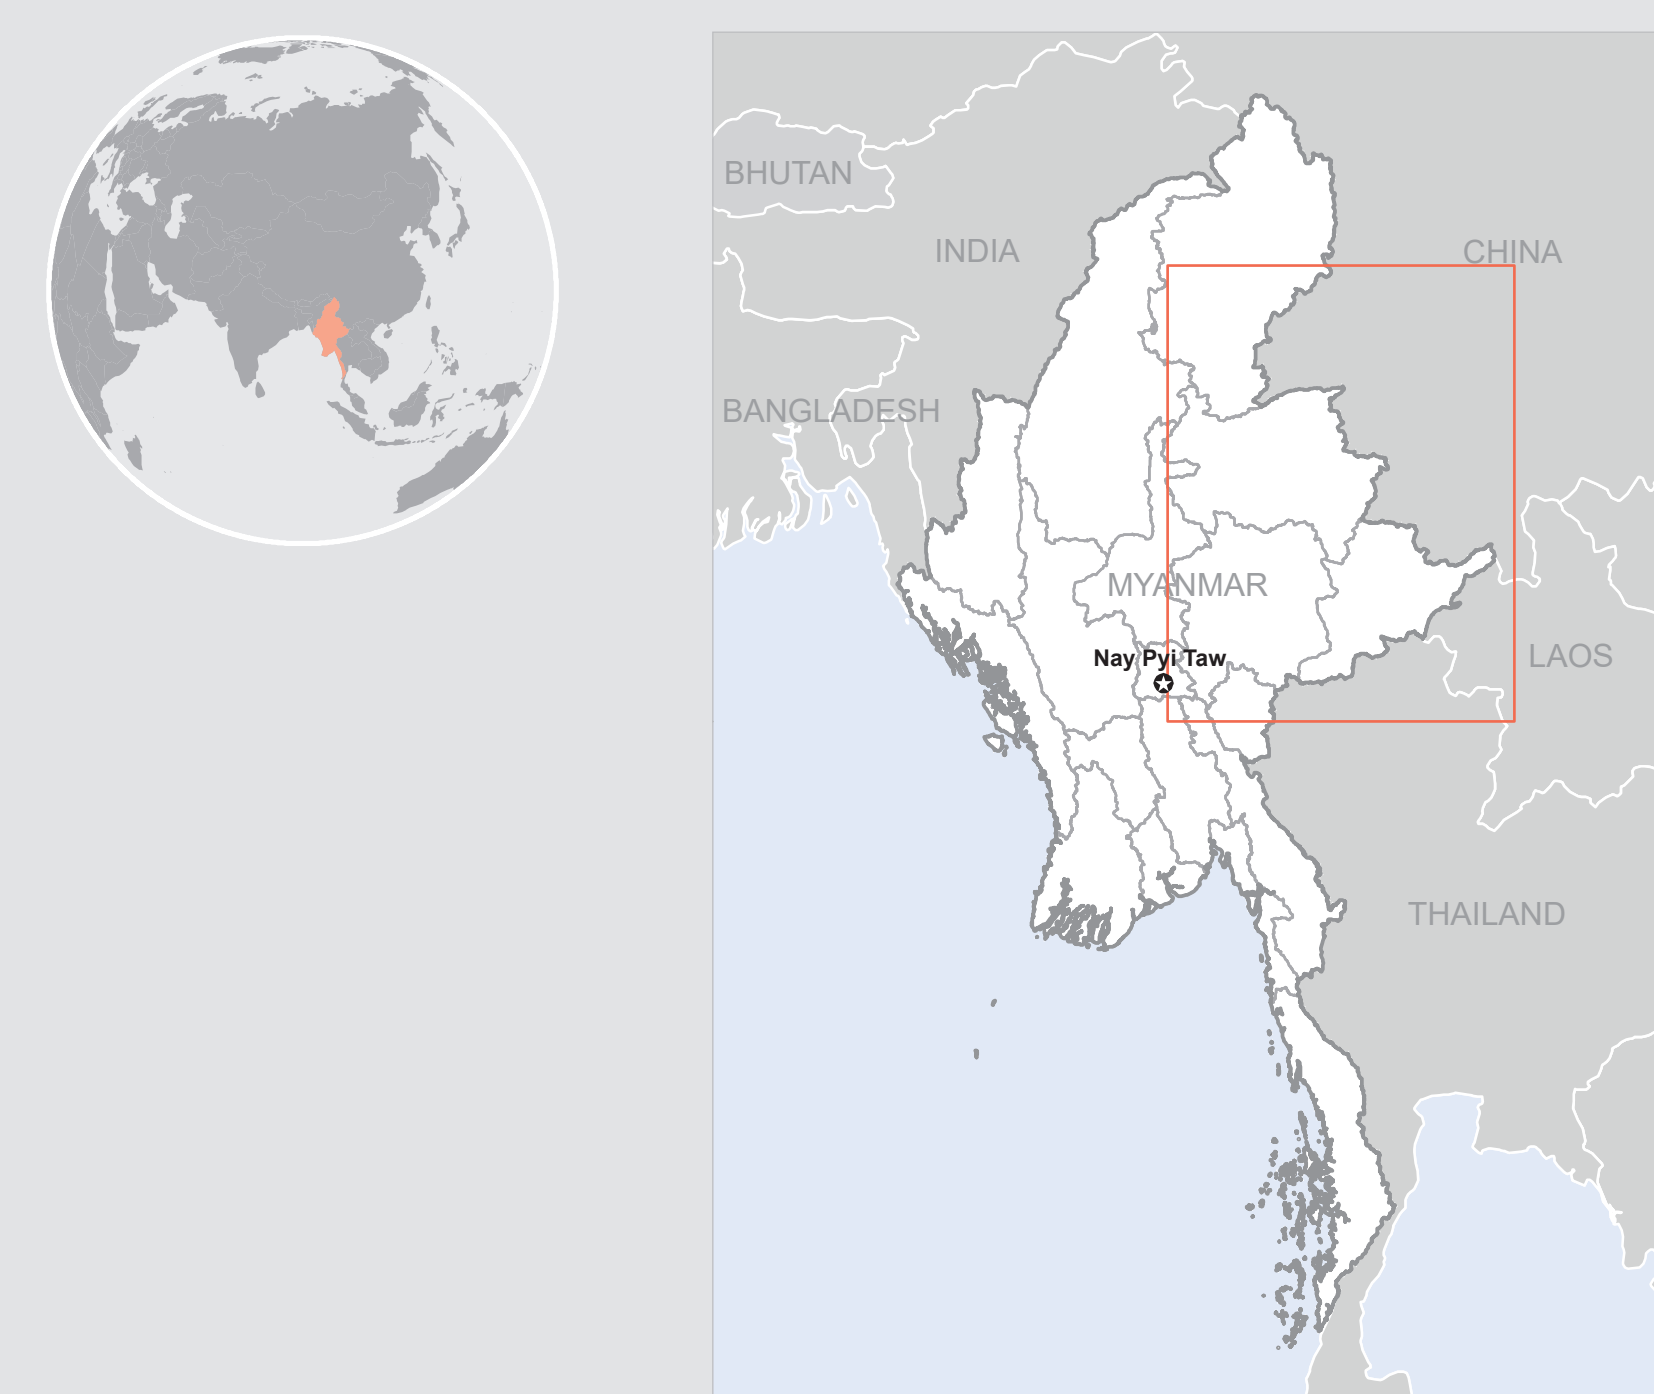 BHUTAN
INDIA
CHINA
BANGLADESH
MYANMAR
Nay Pyi Taw
LAOS
THAILAND